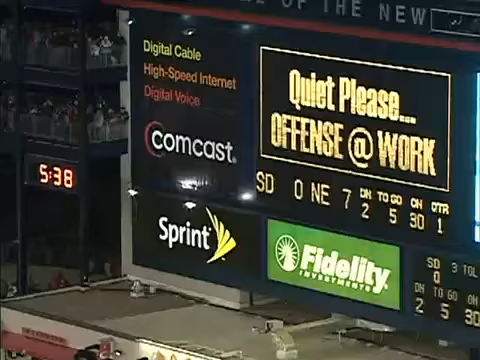 OF THE NEW
Digital Cable
High-Speed Internet
Digital Voice
comcast.
Quiet Please...
OFFENSE @ WORK
SD 0 NE 7 DN 2 TO GO 5 ON 30 QTR 1
5:38
Sprint
Fidelity
INVESTMENTS
SD 0 3 TOL
DN TO GO ON
2 5 30